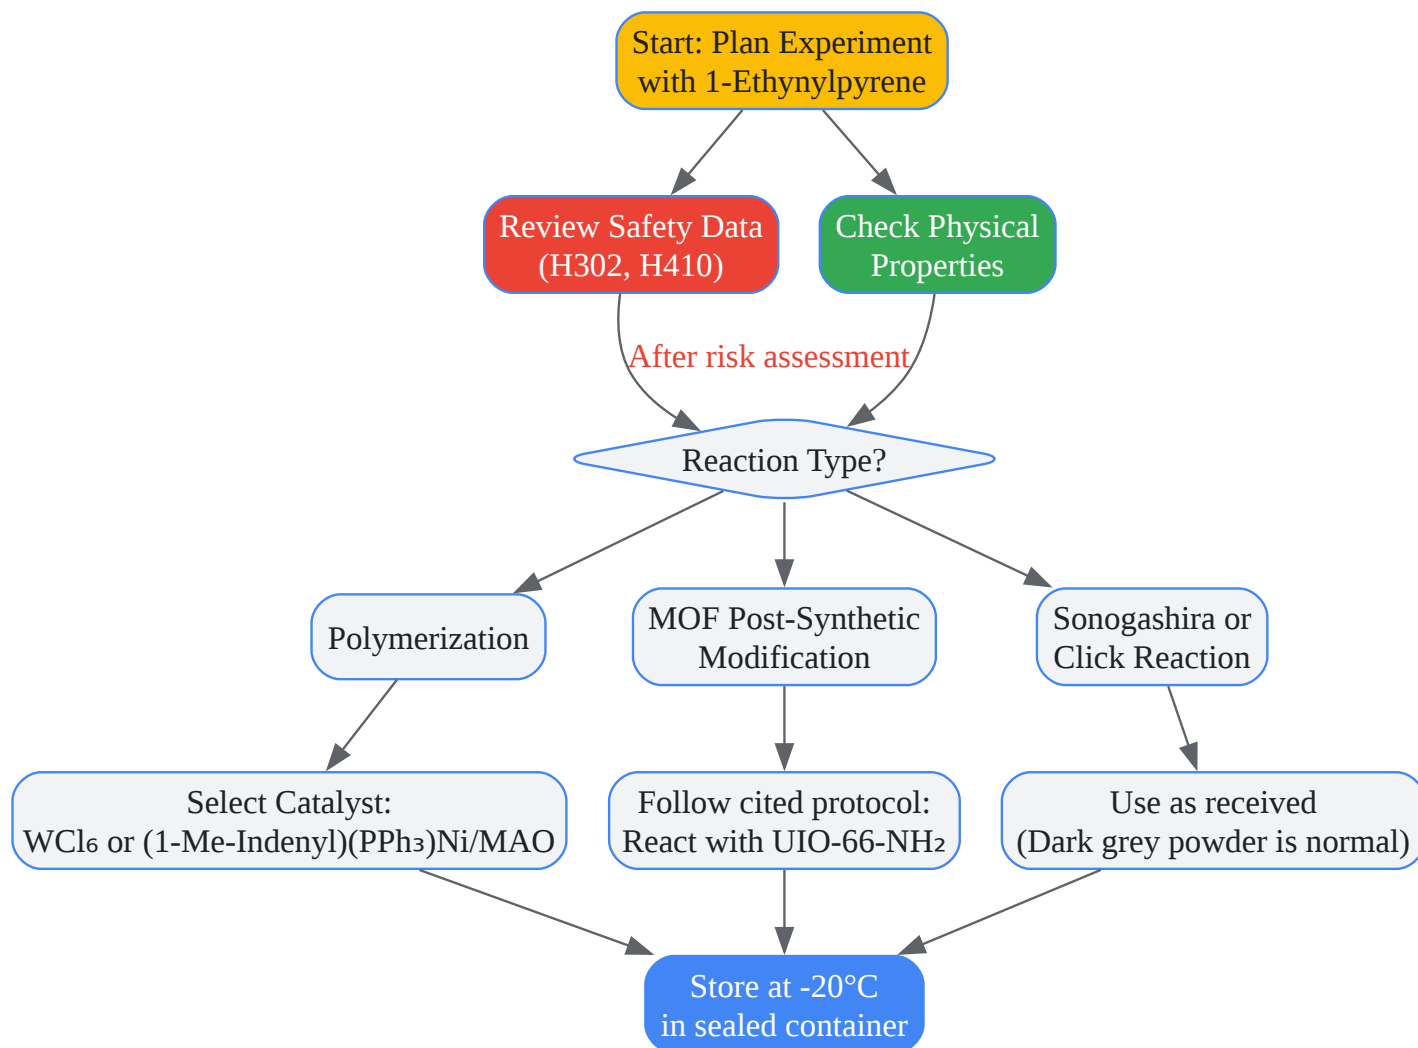 Start: Plan Experiment
with 1-Ethynylpyrene
Review Safety Data
(H302, H410)
Check Physical
Properties
After risk assessment
Reaction Type?
Polymerization
MOF Post-Synthetic
Modification
Sonogashira or
Click Reaction
Select Catalyst:
WCl₆ or (1-Me-Indenyl)(PPh₃)Ni/MAO
Follow cited protocol:
React with UIO-66-NH₂
Use as received
(Dark grey powder is normal)
Store at -20°C
in sealed container